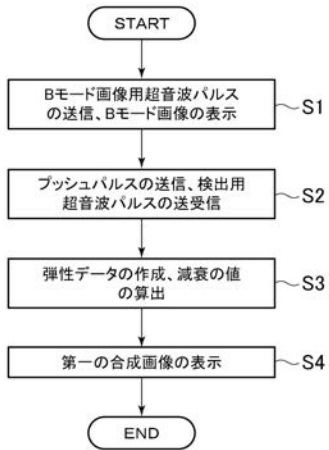 START
Bモード画像用超音波パルス
の送信、Bモード画像の表示
S1
プッシュパルスの送信、検出用
超音波パルスの送受信
S2
弾性データの作成、減衰の値
の算出
S3
第一の合成画像の表示
S4
END